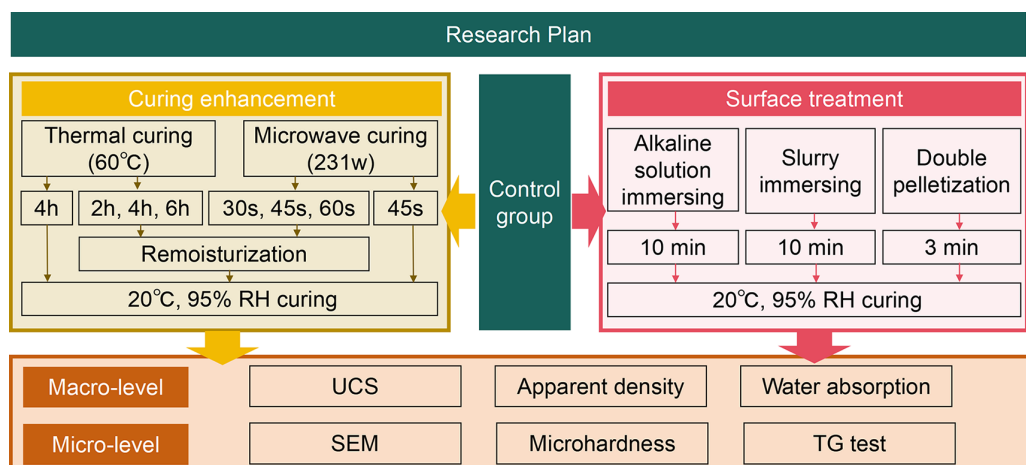 Research Plan
Curing enhancement
Thermal curing
(60℃)
Microwave curing
(231w)
4h
2h, 4h, 6h
30s, 45s, 60s
45s
Remoisturization
20℃, 95% RH curing
Control
group
Surface treatment
Alkaline
solution
immersing
Slurry
immersing
Double
pelletization
10 min
10 min
3 min
20℃, 95% RH curing
Macro-level
UCS
Apparent density
Water absorption
Micro-level
SEM
Microhardness
TG test